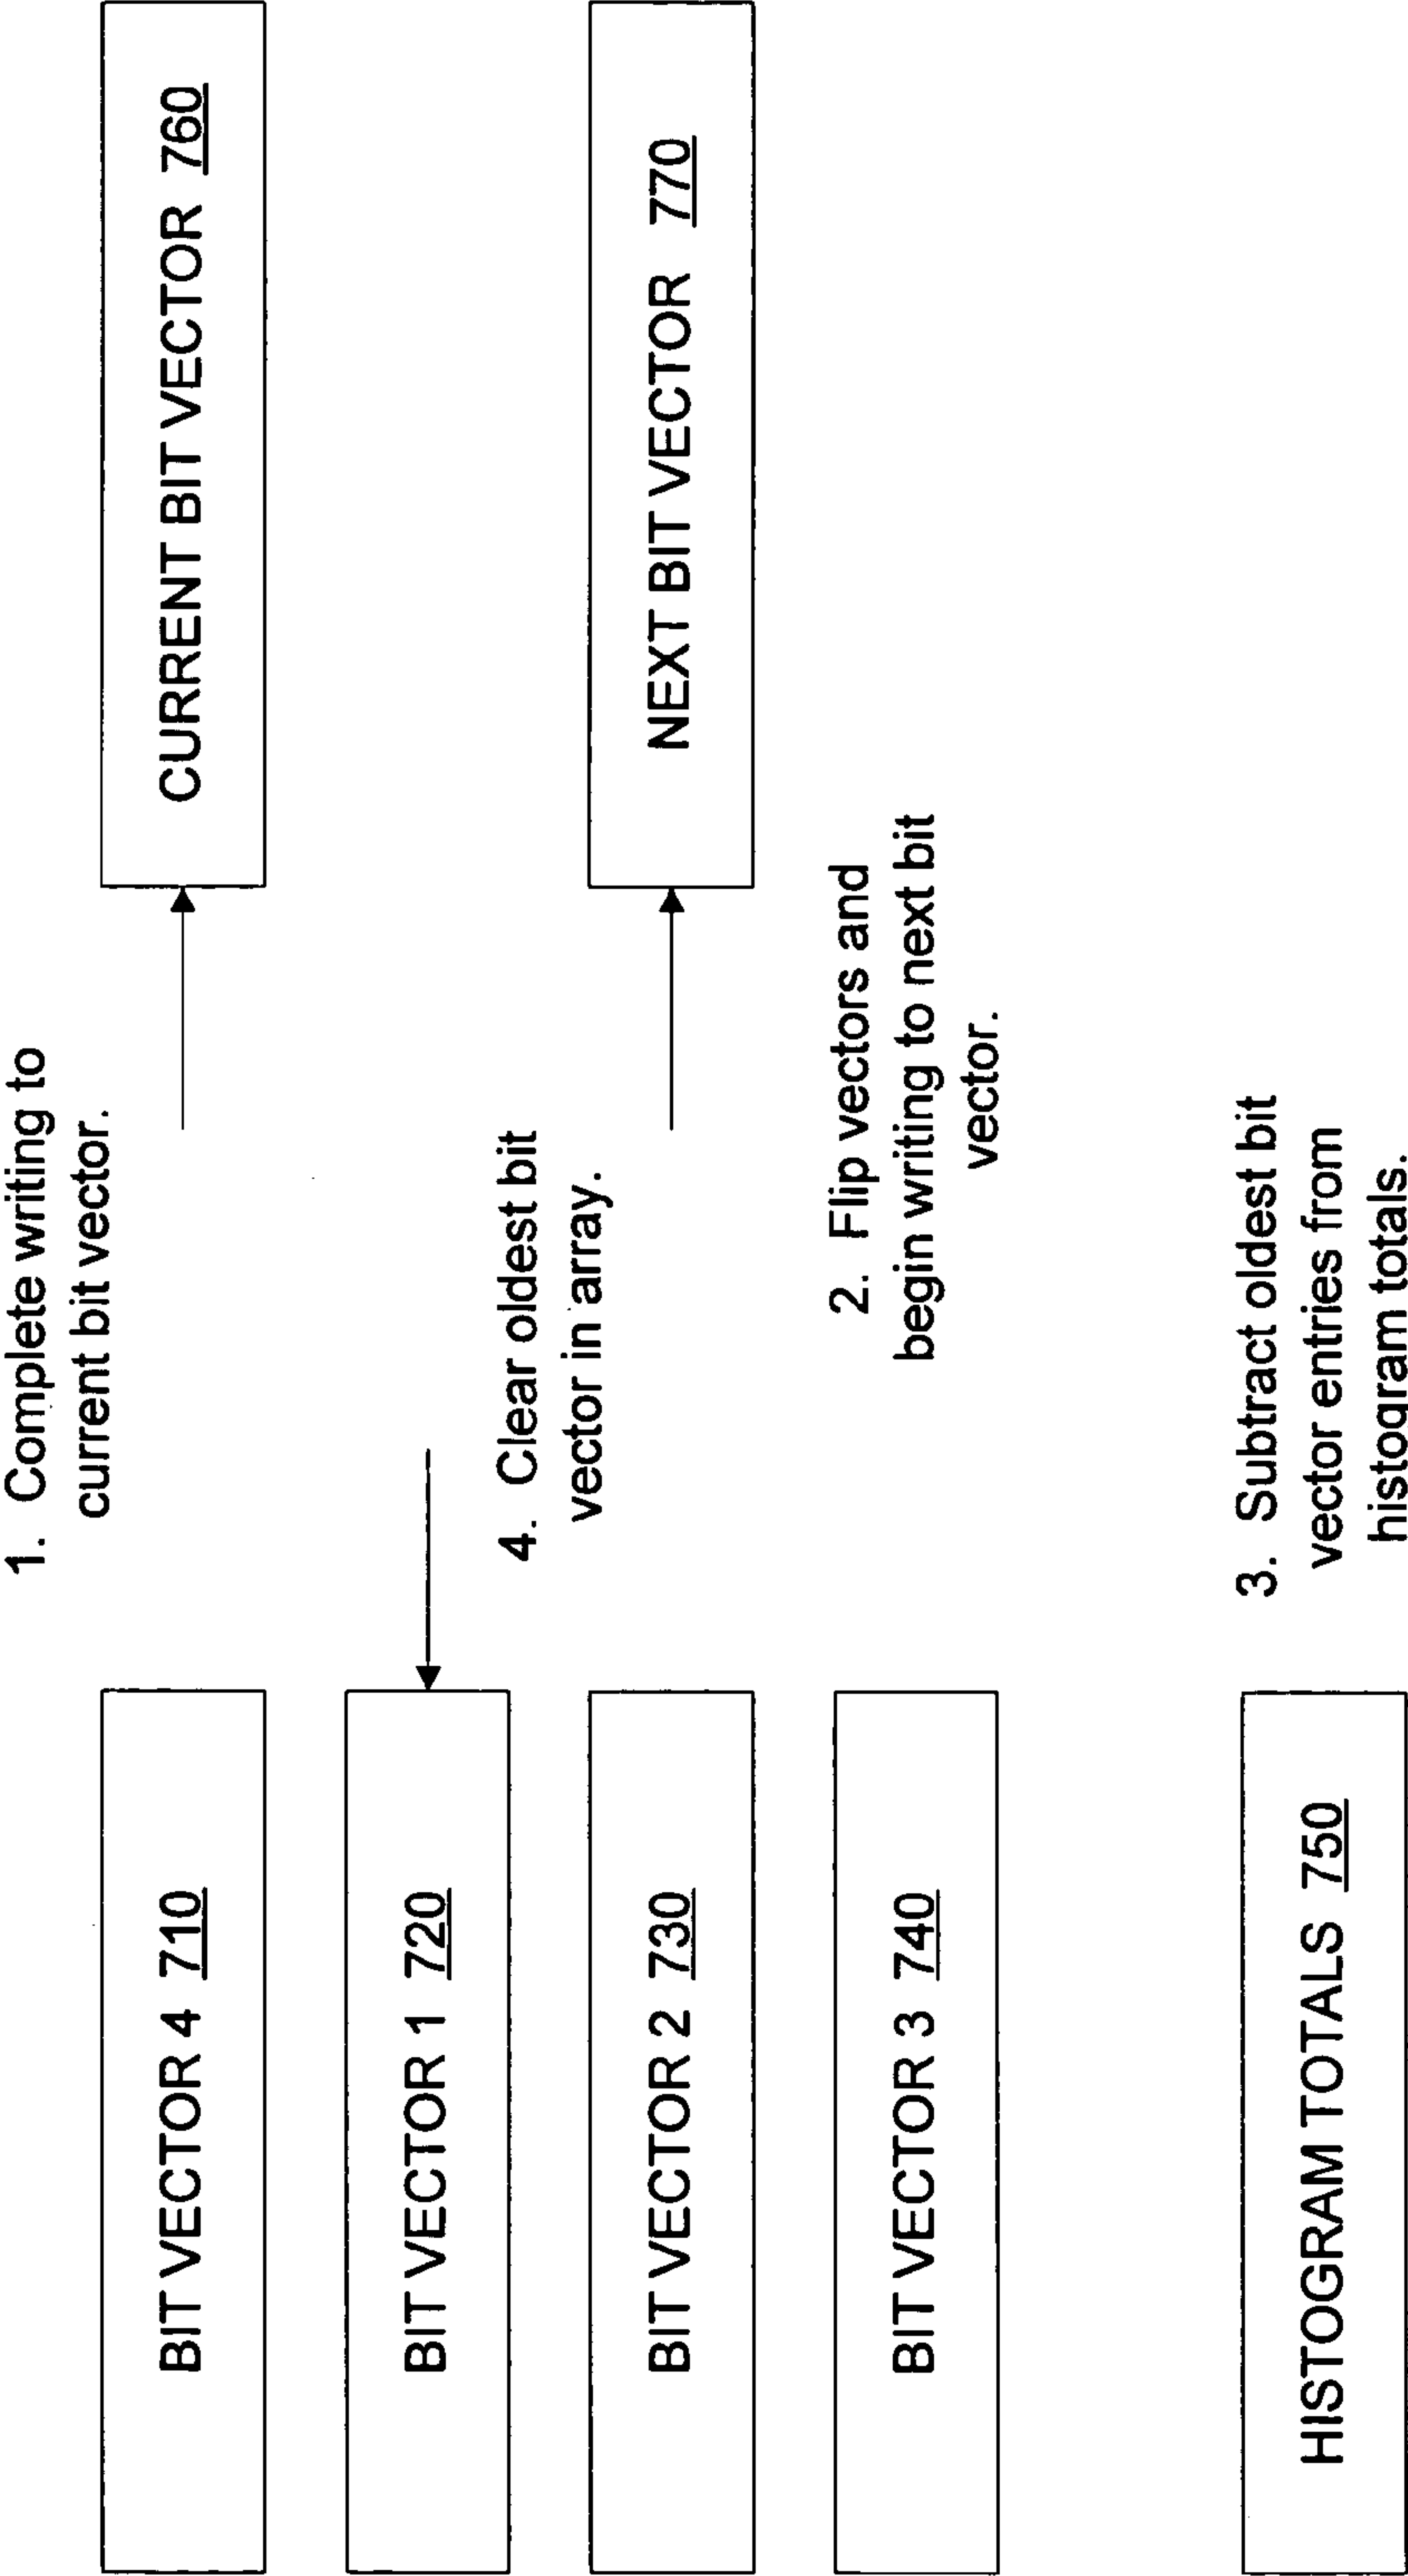 1. Complete writing to
current bit vector.
BIT VECTOR 4 710
CURRENT BIT VECTOR 760
BIT VECTOR 1 720
4. Clear oldest bit
vector in array.
BIT VECTOR 2 730
NEXT BIT VECTOR 770
BIT VECTOR 3 740
2. Flip vectors and
begin writing to next bit
vector.
HISTOGRAM TOTALS 750
3. Subtract oldest bit
vector entries from
histogram totals.